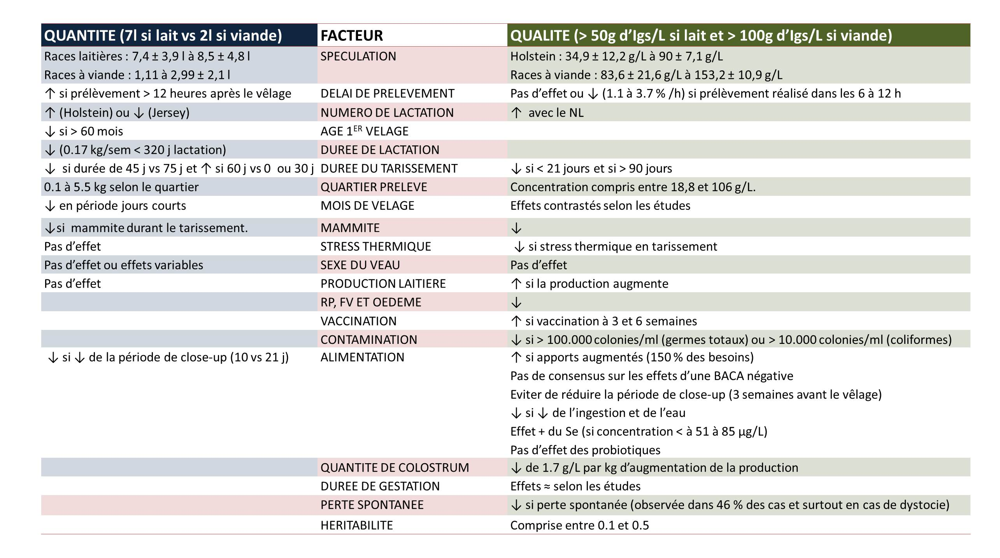 QUANTITE (7l si lait vs 2l si viande) FACTEUR QUALITE (> 50g d’Igs/L si lait et > 100g d’Igs/L si viande)
Races laitières : 7,4 ± 3,9 l à 8,5 ± 4,8 l SPECULATION Holstein : 34,9 ± 12,2 g/L à 90 ± 7,1 g/L
Races à viande : 1,11 à 2,99 ± 2,1 l Races à viande : 83,6 ± 21,6 g/L à 153,2 ± 10,9 g/L
↑ si prélèvement > 12 heures après le vêlage DELAI DE PRELEVEMENT Pas d’effet ou ↓ (1.1 à 3.7 % /h) si prélèvement réalisé dans les 6 à 12 h
↑ (Holstein) ou ↓ (Jersey) NUMERO DE LACTATION ↑ avec le NL
↓ si > 60 mois AGE 1ER VELAGE
↓ (0.17 kg/sem < 320 j lactation) DUREE DE LACTATION
↓ si durée de 45 j vs 75 j et ↑ si 60 j vs 0 ou 30 j DUREE DU TARISSEMENT ↓ si < 21 jours et si > 90 jours
0.1 à 5.5 kg selon le quartier QUARTIER PRELEVE Concentration compris entre 18,8 et 106 g/L.
↓ en période jours courts MOIS DE VELAGE Effets contrastés selon les études
↓si mammite durant le tarissement. MAMMITE ↓
Pas d’effet STRESS THERMIQUE ↓ si stress thermique en tarissement
Pas d’effet ou effets variables SEXE DU VEAU Pas d’effet
Pas d’effet PRODUCTION LAITIERE ↑ si la production augmente
RP, FV ET OEDEME ↓
VACCINATION ↑ si vaccination à 3 et 6 semaines
CONTAMINATION ↓ si > 100.000 colonies/ml (germes totaux) ou > 10.000 colonies/ml (coliformes)
↓ si ↓ de la période de close-up (10 vs 21 j) ALIMENTATION ↑ si apports augmentés (150 % des besoins)
Pas de consensus sur les effets d’une BACA négative
Eviter de réduire la période de close-up (3 semaines avant le vêlage)
↓ si ↓ de l’ingestion et de l’eau
Effet + du Se (si concentration < à 51 à 85 µg/L)
Pas d’effet des probiotiques
QUANTITE DE COLOSTRUM ↓ de 1.7 g/L par kg d’augmentation de la production
DUREE DE GESTATION Effets ≈ selon les études
PERTE SPONTANEE ↓ si perte spontanée (observée dans 46 % des cas et surtout en cas de dystocie)
HERITABILITE Comprise entre 0.1 et 0.5